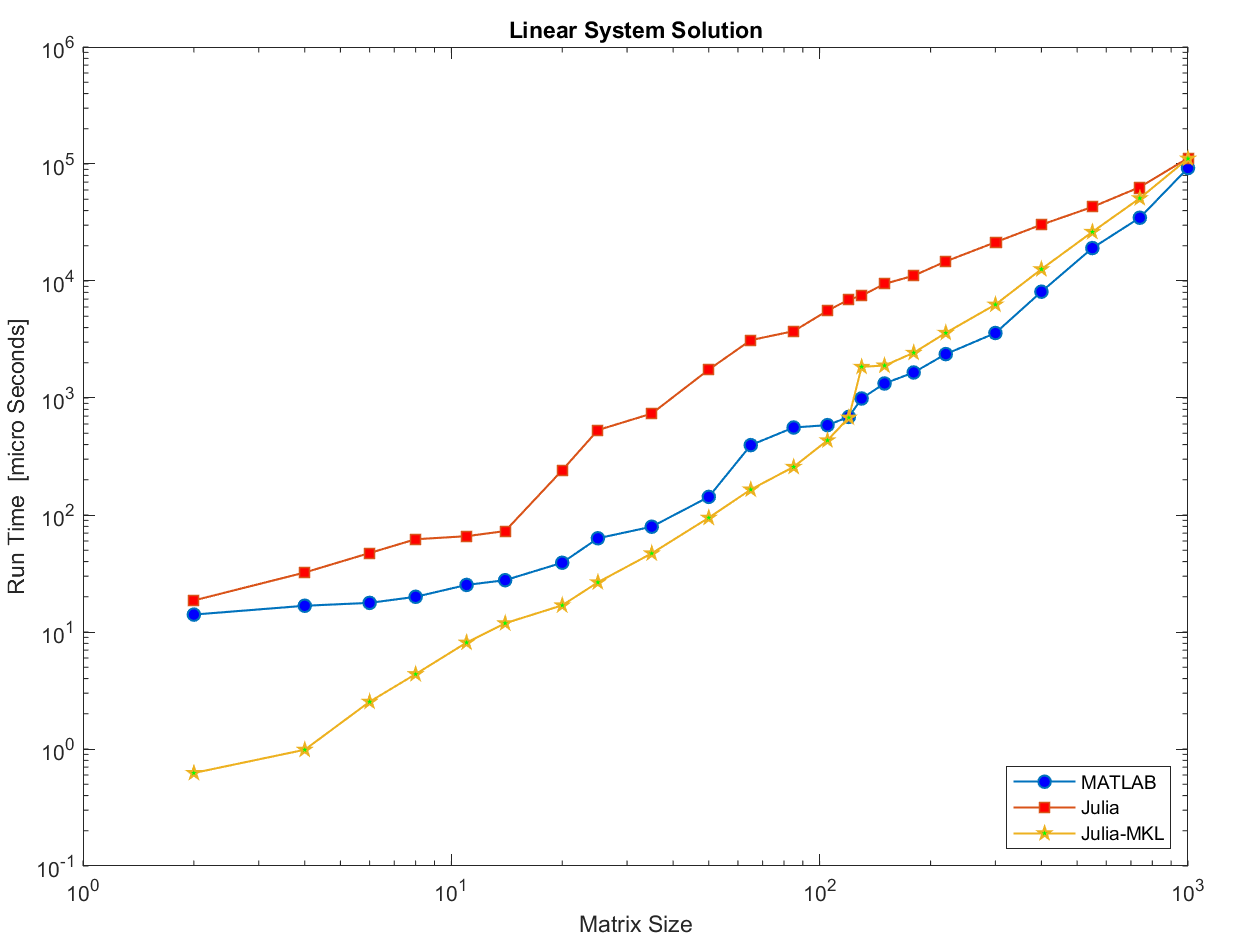 Linear System Solution
10^6
10^5
10^4
10^3
10^2
10^1
10^0
10^-1
Run Time [micro Seconds]
MATLAB
Julia
Julia-MKL
10^0 10^1 10^2 10^3
Matrix Size